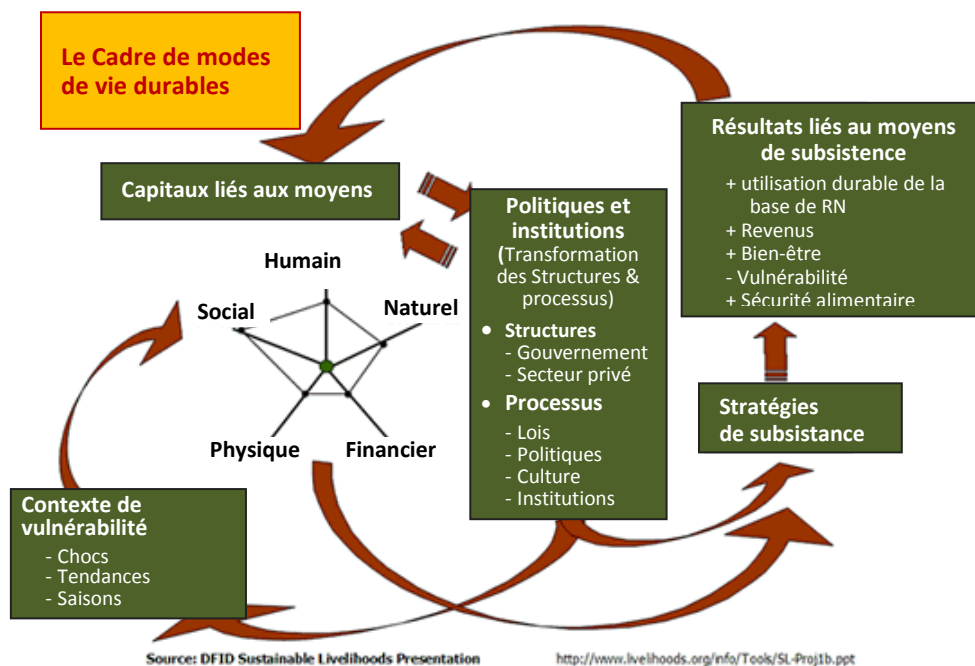 Le Cadre de modes
de vie durables
Capitaux liés aux moyens
Humain
Social
Naturel
Physique
Financier
Contexte de
vulnérabilité
- Chocs
- Tendances
- Saisons
Politiques et
institutions
(Transformation
des Structures &
processus)
• Structures
- Gouvernement
- Secteur privé
• Processus
- Lois
- Politiques
- Culture
- Institutions
Résultats liés au moyens
de subsistence
+ utilisation durable de la
base de RN
+ Revenus
+ Bien-être
- Vulnérabilité
+ Sécurité alimentaire
Stratégies
de subsistance
Source: DFID Sustainable Livelihoods Presentation
http://www.livelihoods.org/info/Tools/SL-Proj1b.ppt